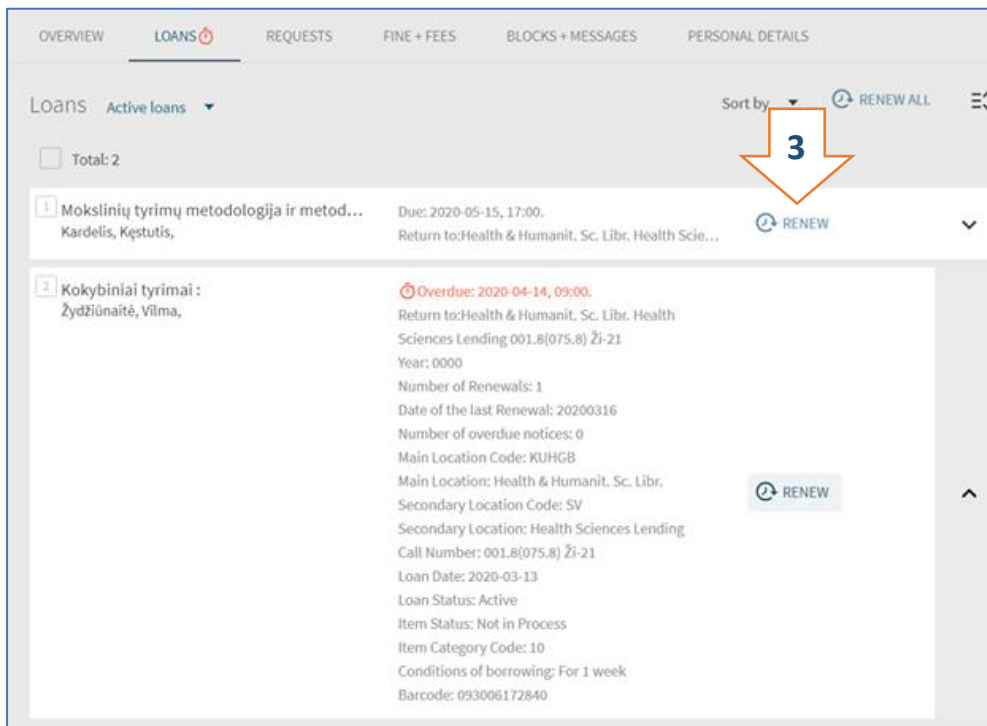 OVERVIEW LOANS REQUESTS FINE + FEES BLOCKS + MESSAGES PERSONAL DETAILS
Loans Active loans Sort by RENEW ALL
3
Total: 2
1 Mokslinių tyrimų metodologija ir metod... Due: 2020-05-15, 17:00. RENEW
Kardelis, Kęstutis, Return to:Health & Humanit. Sc. Libr. Health Scie...
2 Kokybiniai tyrimai : Overdue: 2020-04-14, 09:00.
Žydžiūnaitė, Vilma, Return to:Health & Humanit. Sc. Libr. Health
Sciences Lending 001.8(075.8) Ži-21
Year: 0000
Number of Renewals: 1
Date of the last Renewal: 20200316
Number of overdue notices: 0
Main Location Code: KUHGB
Main Location: Health & Humanit. Sc. Libr.
RENEW
Secondary Location Code: SV
Secondary Location: Health Sciences Lending
Call Number: 001.8(075.8) Ži-21
Loan Date: 2020-03-13
Loan Status: Active
Item Status: Not in Process
Item Category Code: 10
Conditions of borrowing: For 1 week
Barcode: 093006172840